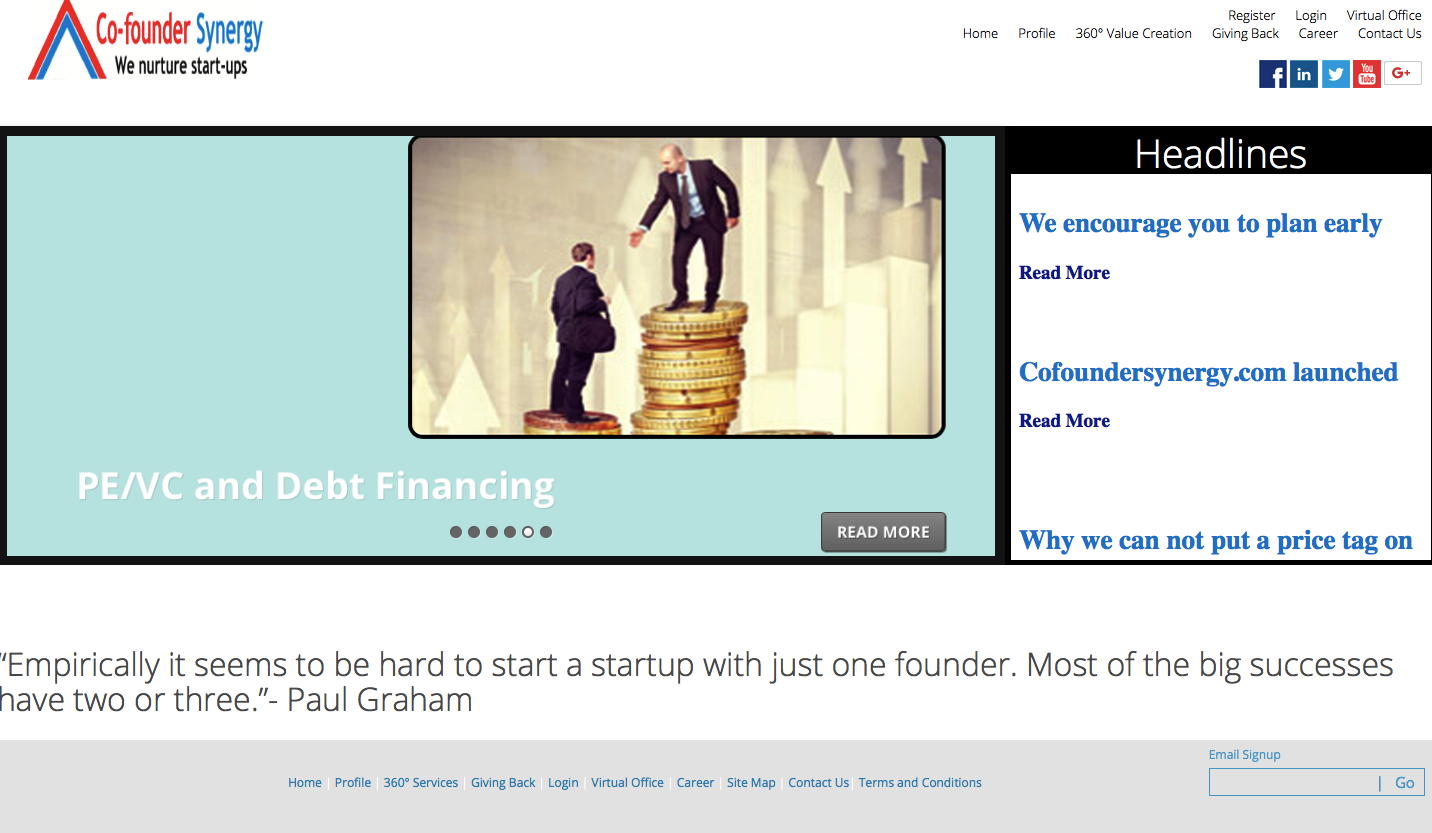 Co-founder Synergy
We nurture start-ups
Register Login Virtual Office
Home Profile 360° Value Creation Giving Back Career Contact Us
f in You Tube G+
Headlines
We encourage you to plan early
Read More
Cofoundersynergy.com launched
Read More
Why we can not put a price tag on
PE/VC and Debt Financing
READ MORE
“Empirically it seems to be hard to start a startup with just one founder. Most of the big successes
have two or three.”- Paul Graham
Email Signup
Home | Profile | 360° Services | Giving Back | Login | Virtual Office | Career | Site Map | Contact Us | Terms and Conditions
| Go